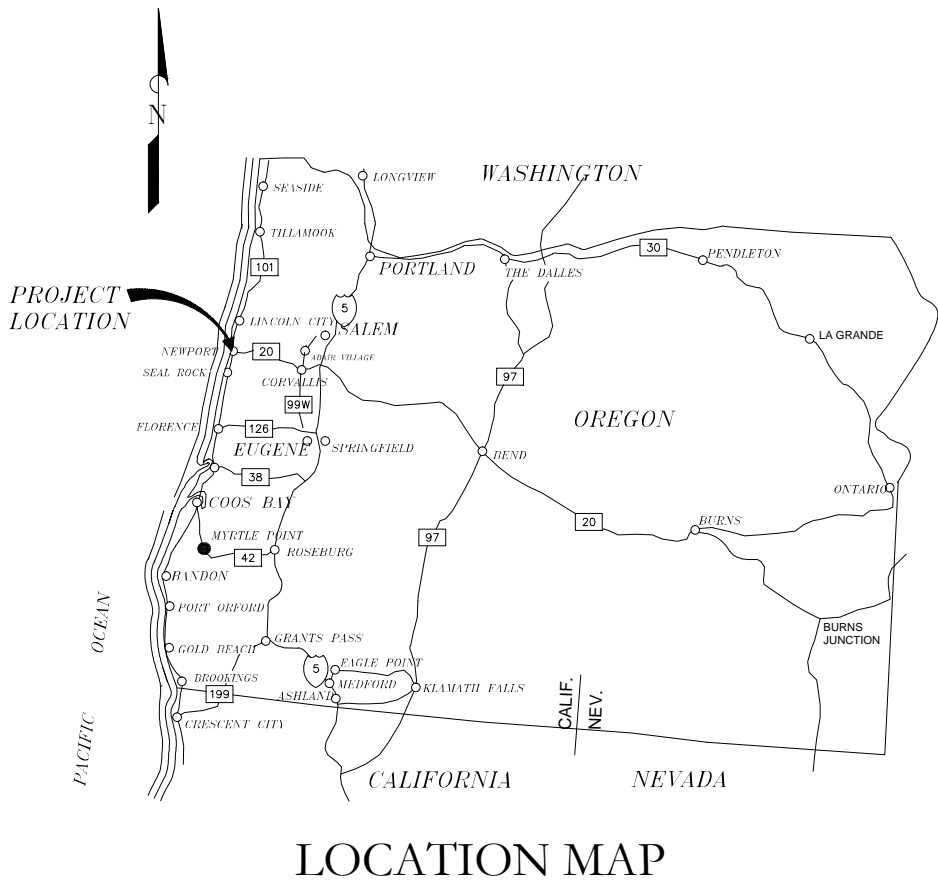 N
WASHINGTON
LONGVIEW
SEASIDE
TILLAMOOK
30
PENDLETON
PORTLAND
THE DALLES
101
PROJECT
LOCATION
5
LINCOLN CITY
SALEM
LA GRANDE
NEWPORT
20
ADAIR VILLAGE
SEAL ROCK
CORVALLIS
97
99W
OREGON
FLORENCE
126
EUGENE
SPRINGFIELD
BEND
38
ONTARIO
COOS BAY
20
BURNS
MYRTLE POINT
97
42
ROSEBURG
BANDON
PORT ORFORD
OCEAN
BURNS
JUNCTION
GRANTS PASS
GOLD BEACH
5
EAGLE POINT
BROOKINGS
MEDFORD
KLAMATH FALLS
199
ASHLAND
CALIF.
NEV.
CRESCENT CITY
PACIFIC
CALIFORNIA
NEVADA
LOCATION MAP